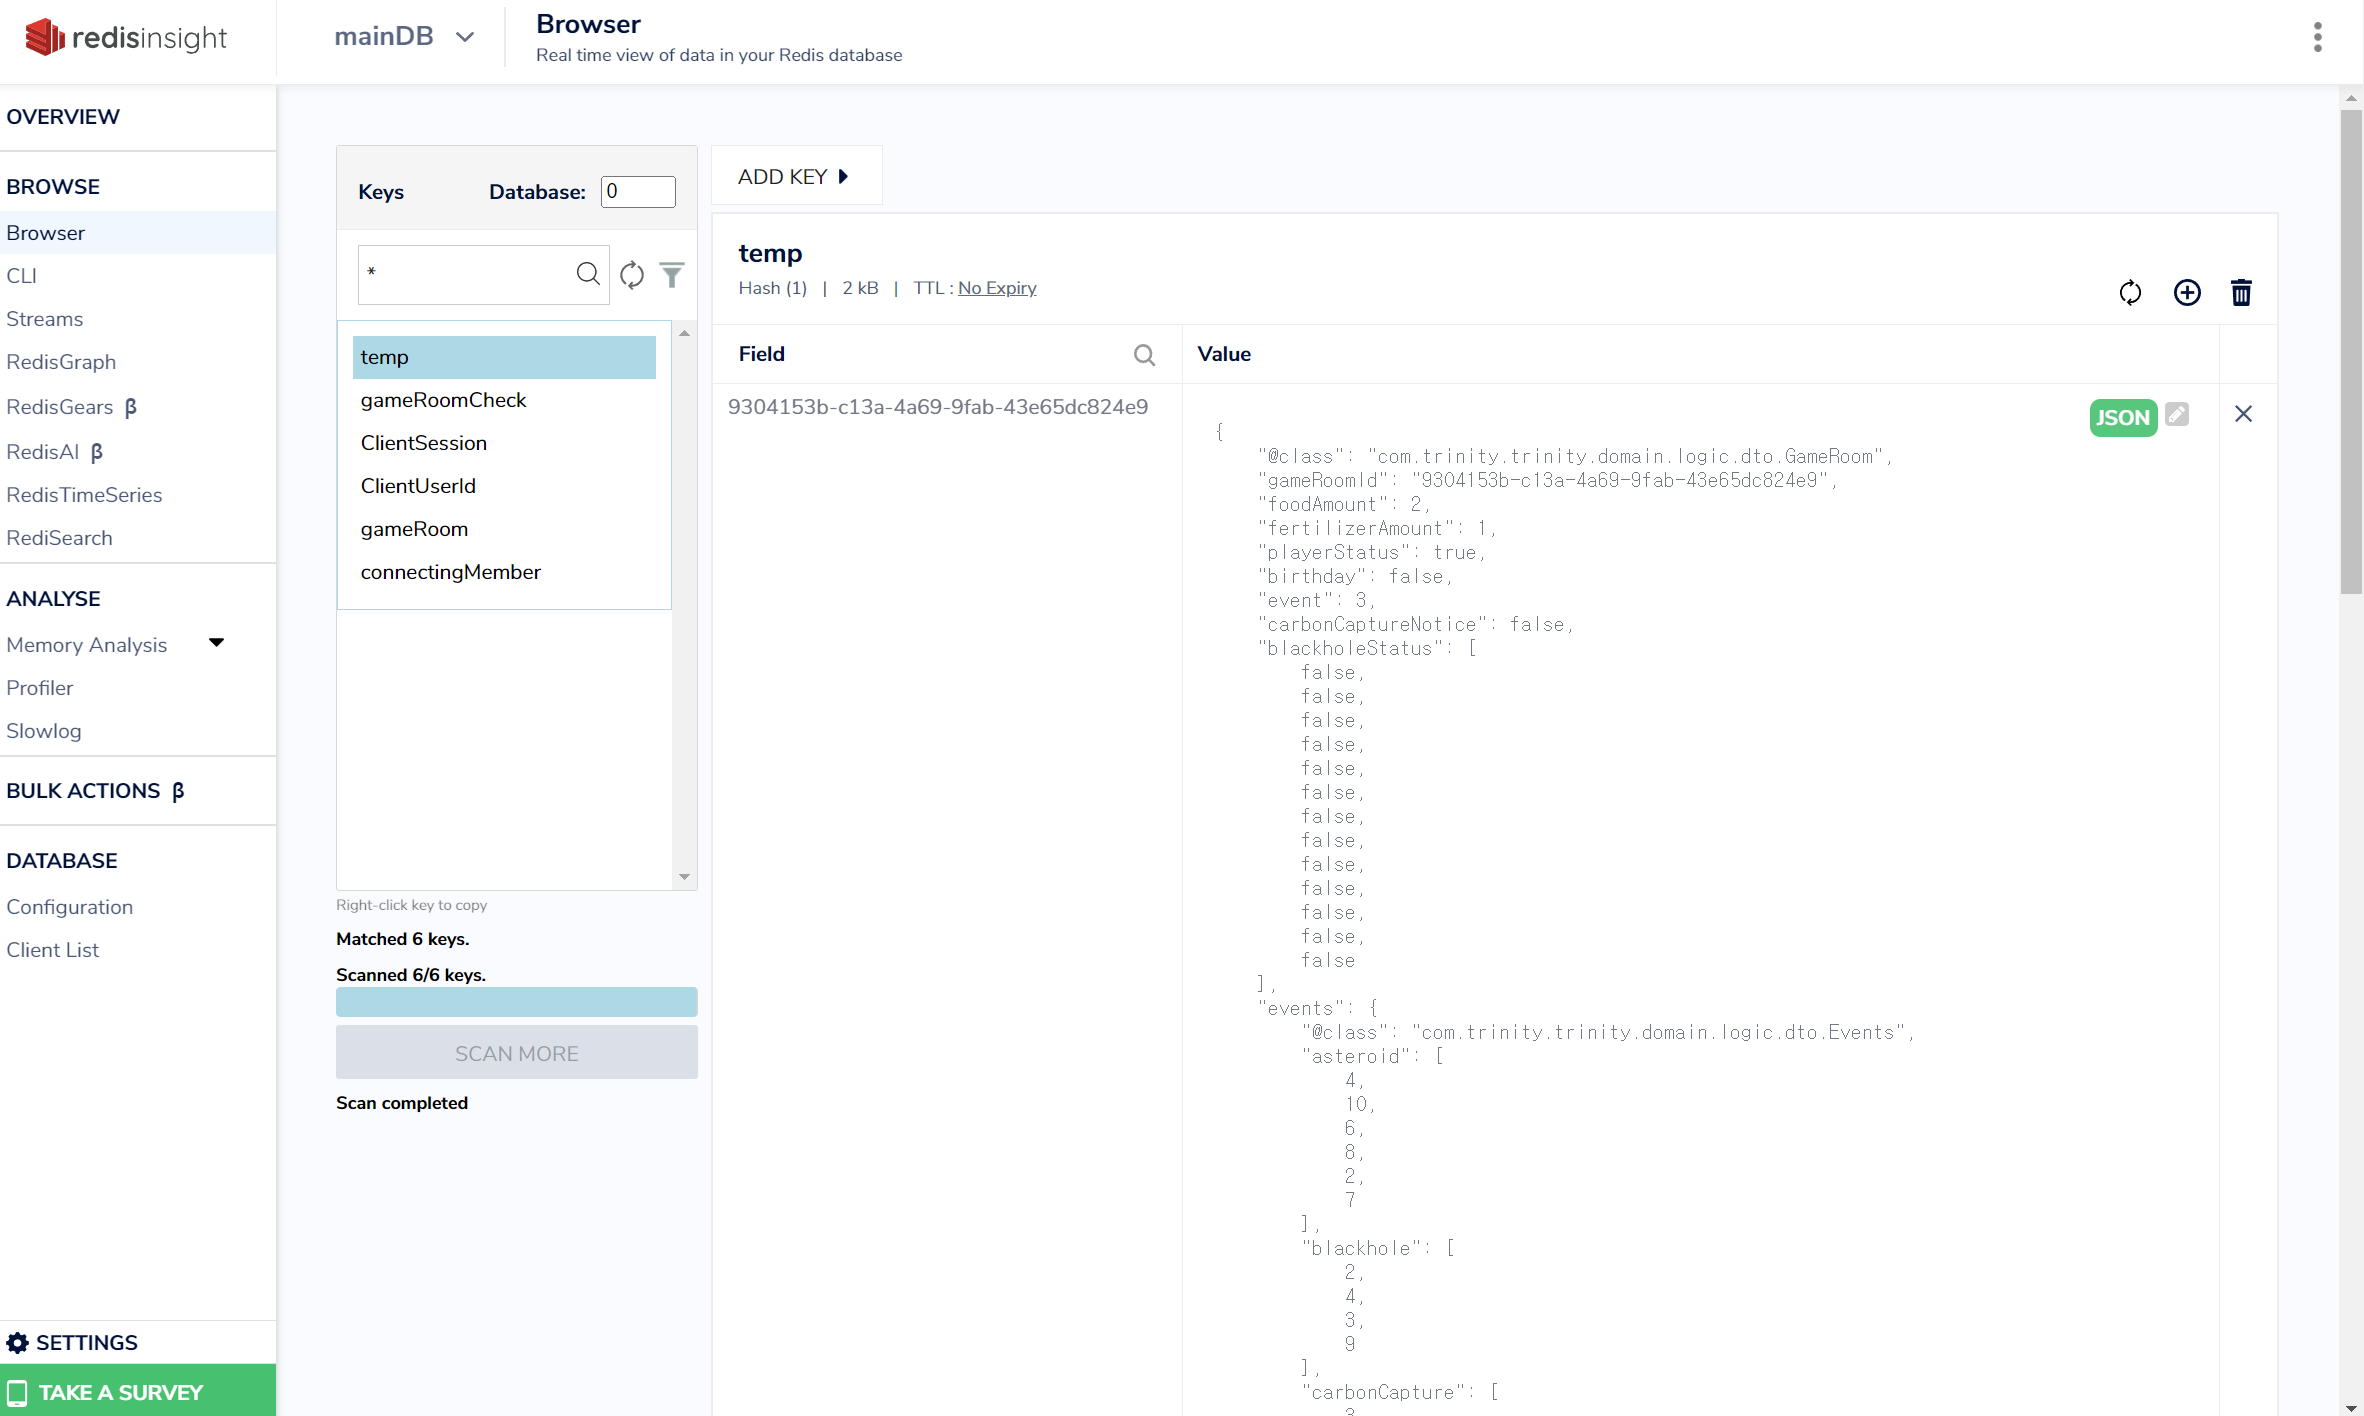 redisinsight
mainDB
Browser
Real time view of data in your Redis database
OVERVIEW
BROWSE
Browser
CLI
Streams
RedisGraph
RedisGears β
RedisAI β
RedisTimeSeries
RediSearch
ANALYSE
Memory Analysis
Profiler
Slowlog
BULK ACTIONS β
DATABASE
Configuration
Client List
SETTINGS
TAKE A SURVEY
Keys Database: 0
*
temp
gameRoomCheck
ClientSession
ClientUserId
gameRoom
connectingMember
Right-click key to copy
Matched 6 keys.
Scanned 6/6 keys.
SCAN MORE
Scan completed
ADD KEY
temp
Hash (1) | 2 kB | TTL : No Expiry
Field Value
9304153b-c13a-4a69-9fab-43e65dc824e9
JSON
{
"@class": "com.trinity.trinity.domain.logic.dto.GameRoom",
"gameRoomId": "9304153b-c13a-4a69-9fab-43e65dc824e9",
"foodAmount": 2,
"fertilizerAmount": 1,
"playerStatus": true,
"birthday": false,
"event": 3,
"carbonCaptureNotice": false,
"blackholeStatus": [
false,
false,
false,
false,
false,
false,
false,
false,
false,
false,
false,
false,
false
],
"events": {
"@class": "com.trinity.trinity.domain.logic.dto.Events",
"asteroid": [
4,
10,
6,
8,
2,
7
],
"blackhole": [
2,
4,
3,
9
],
"carbonCapture": [